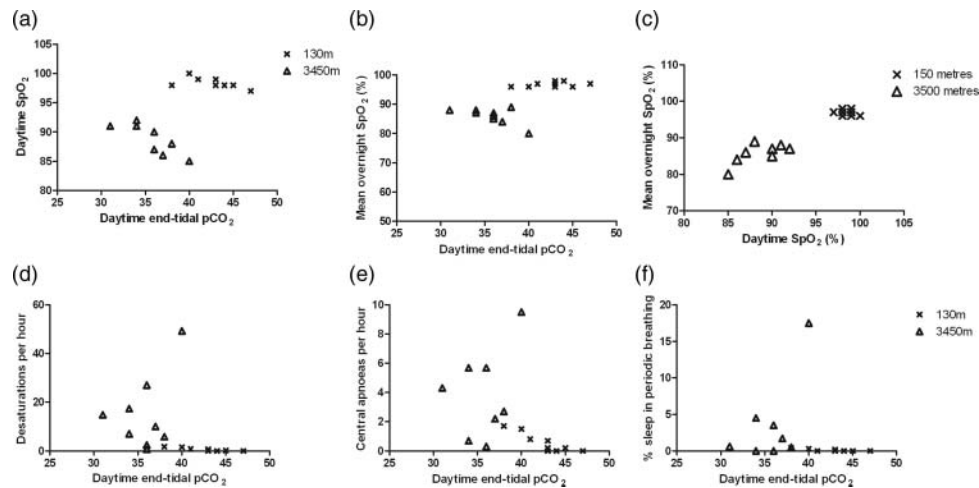 (a)
Daytime SpO2
105
100
95
90
85
80
25 30 35 40 45 50
Daytime end-tidal pCO2
× 130m
△ 3450m
(b)
Mean overnight SpO2 (%)
100
90
80
70
60
50
25 30 35 40 45 50
Daytime end-tidal pCO2
(c)
Mean overnight SpO2 (%)
110
100
90
80
80 85 90 95 100 105
Daytime SpO2 (%)
× 150 metres
△ 3500 metres
(d)
Desaturations per hour
60
40
20
0
25 30 35 40 45 50
Daytime end-tidal pCO2
(e)
Central apnoeas per hour
10
8
6
4
2
0
25 30 35 40 45 50
Daytime end-tidal pCO2
(f)
% sleep in periodic breathing
20
15
10
5
0
25 30 35 40 45 50
Daytime end-tidal pCO2
× 130m
△ 3450m